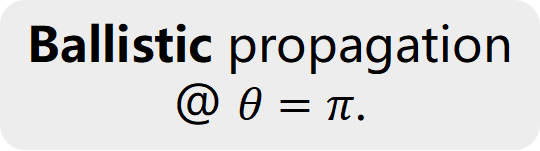 Ballistic propagation
@ θ = π.